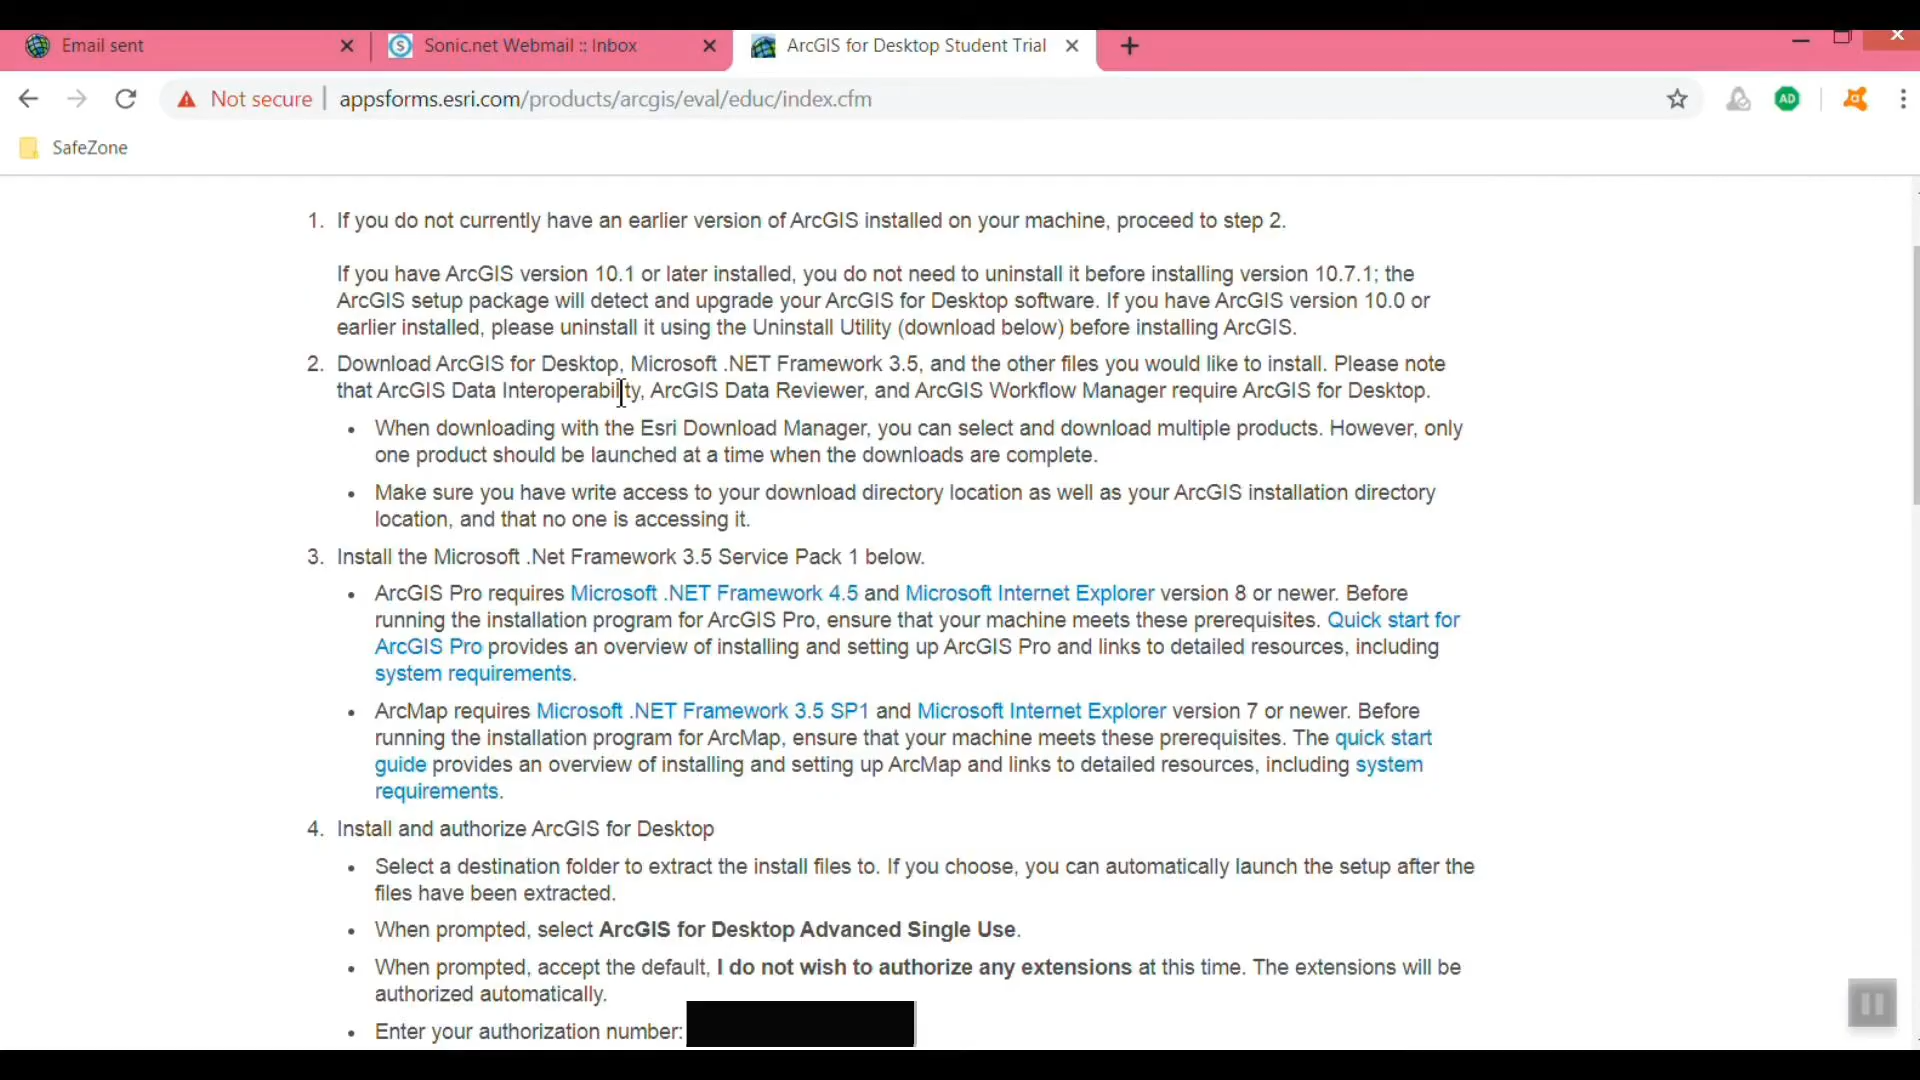 Email sent
Sonic.net Webmail :: Inbox
ArcGIS for Desktop Student Trial
Not secure | appsforms.esri.com/products/arcgis/eval/educ/index.cfm
AD
SafeZone
1. If you do not currently have an earlier version of ArcGIS installed on your machine, proceed to step 2.
If you have ArcGIS version 10.1 or later installed, you do not need to uninstall it before installing version 10.7.1; the
ArcGIS setup package will detect and upgrade your ArcGIS for Desktop software. If you have ArcGIS version 10.0 or
earlier installed, please uninstall it using the Uninstall Utility (download below) before installing ArcGIS.
2. Download ArcGIS for Desktop, Microsoft .NET Framework 3.5, and the other files you would like to install. Please note
that ArcGIS Data Interoperability, ArcGIS Data Reviewer, and ArcGIS Workflow Manager require ArcGIS for Desktop.
• When downloading with the Esri Download Manager, you can select and download multiple products. However, only
one product should be launched at a time when the downloads are complete.
• Make sure you have write access to your download directory location as well as your ArcGIS installation directory
location, and that no one is accessing it.
3. Install the Microsoft .Net Framework 3.5 Service Pack 1 below.
• ArcGIS Pro requires Microsoft .NET Framework 4.5 and Microsoft Internet Explorer version 8 or newer. Before
running the installation program for ArcGIS Pro, ensure that your machine meets these prerequisites. Quick start for
ArcGIS Pro provides an overview of installing and setting up ArcGIS Pro and links to detailed resources, including
system requirements.
• ArcMap requires Microsoft .NET Framework 3.5 SP1 and Microsoft Internet Explorer version 7 or newer. Before
running the installation program for ArcMap, ensure that your machine meets these prerequisites. The quick start
guide provides an overview of installing and setting up ArcMap and links to detailed resources, including system
requirements.
4. Install and authorize ArcGIS for Desktop
• Select a destination folder to extract the install files to. If you choose, you can automatically launch the setup after the
files have been extracted.
• When prompted, select ArcGIS for Desktop Advanced Single Use.
• When prompted, accept the default, I do not wish to authorize any extensions at this time. The extensions will be
authorized automatically.
• Enter your authorization number: